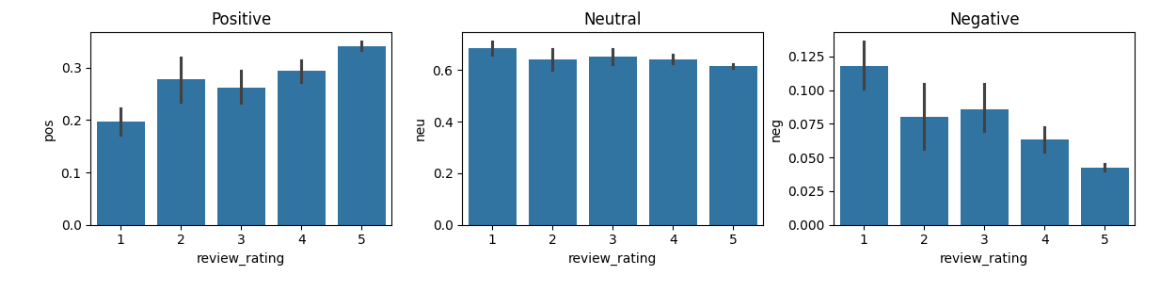 Positive
pos
0.3
0.2
0.1
0.0
1 2 3 4 5
review_rating
Neutral
neu
0.6
0.4
0.2
0.0
1 2 3 4 5
review_rating
Negative
neg
0.125
0.100
0.075
0.050
0.025
0.000
1 2 3 4 5
review_rating